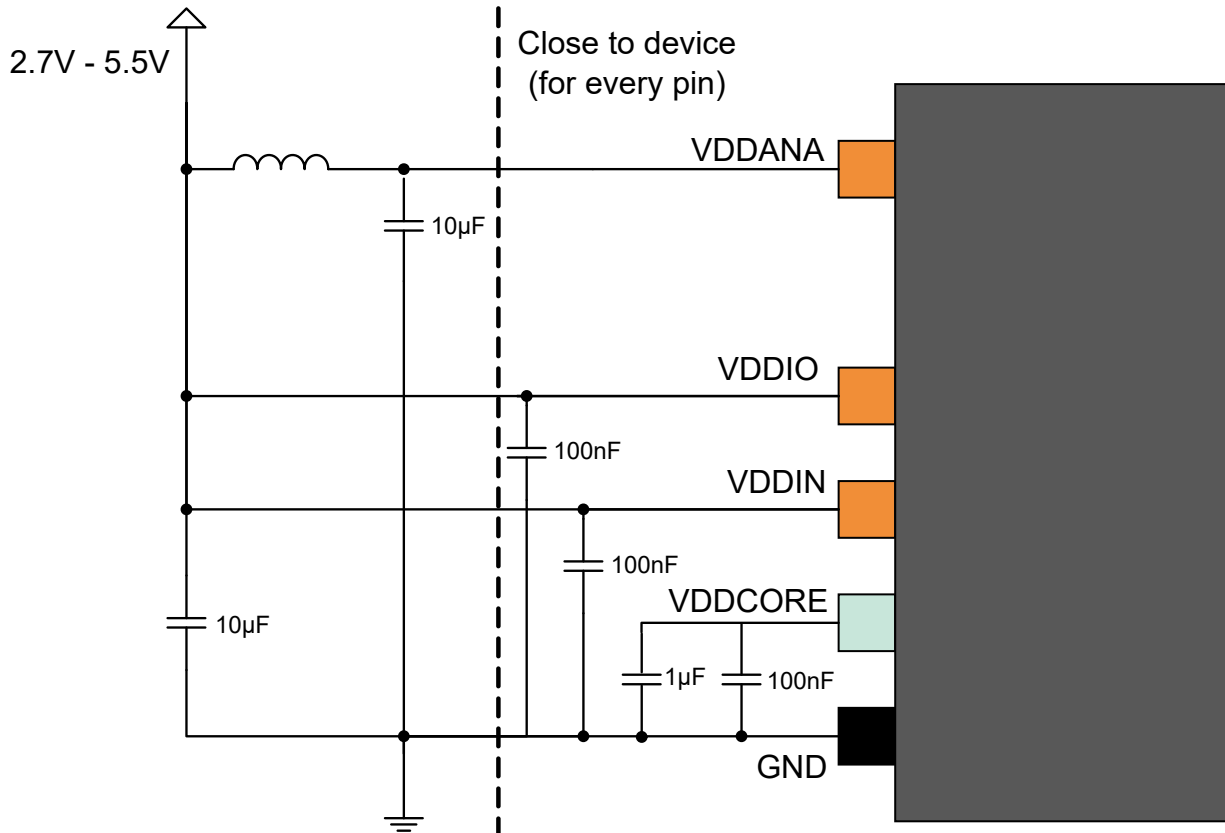 2.7V - 5.5V
Close to device
(for every pin)
VDDANA
10µF
VDDIO
100nF
VDDIN
100nF
VDDCORE
10µF
1µF
100nF
GND